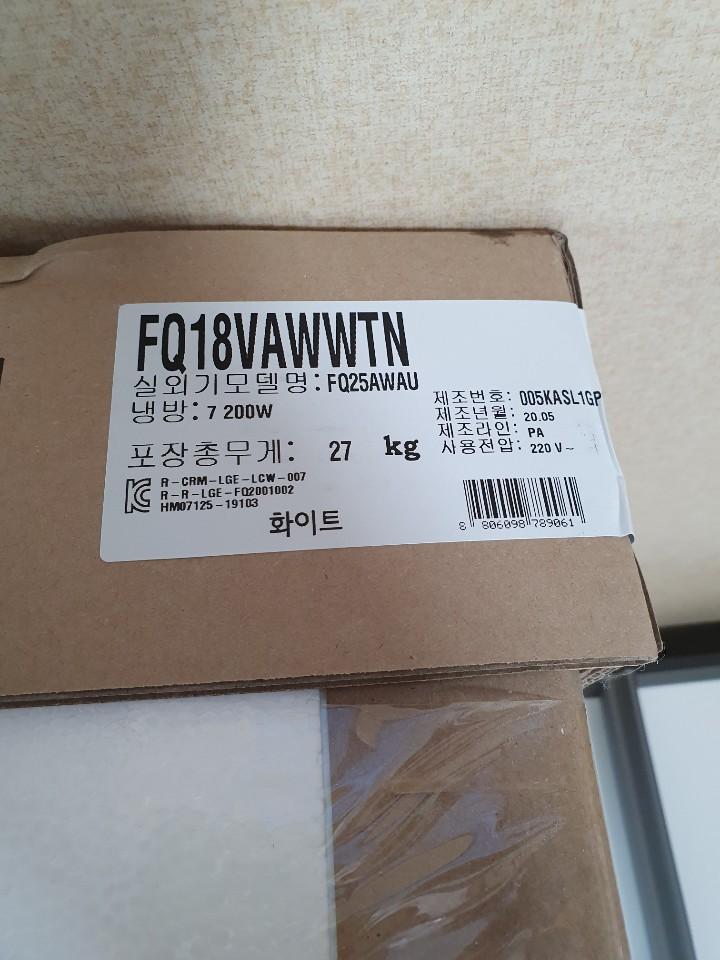 FQ18VAWWTN
실외기모델명: FQ25AWAU
냉방: 7 200W
포장총무게: 27 kg
R-CRM-LGE-LCW-007
R-R-LGE-FQ2001002
HM07125-19103
화이트
제조번호: 005KASL1GP
제조년월: 20.05
제조라인: PA
사용전압: 220 V~
8 806098 789061